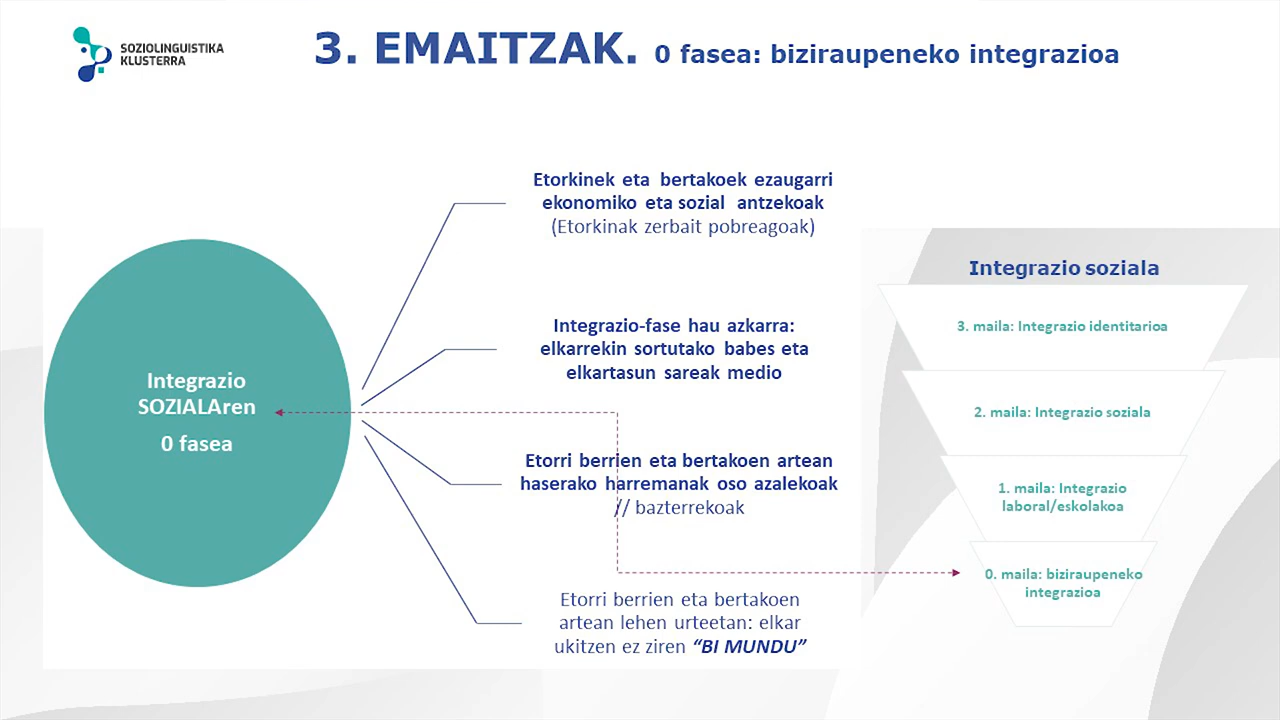 SOZIOLINGUISTIKA
KLUSTERRA
3. EMAITZAK. 0 fasea: biziraupeneko integrazioa
Etorkinek eta bertakoek ezaugarri
ekonomiko eta sozial antzekoak
(Etorkinak zerbait pobreagoak)
Integrazio-fase hau azkarra:
elkarrekin sortutako babes eta
elkartasun sareak medio
Integrazio
SOZIALAren
0 fasea
Etorri berrien eta bertakoen artean
haserako harremanak oso azalekoak
// bazterrekoak
Etorri berrien eta bertakoen
artean lehen urteetan: elkar
ukitzen ez ziren “BI MUNDU”
Integrazio soziala
3. maila: Integrazio identitarioa
2. maila: Integrazio soziala
1. maila: Integrazio
laboral/eskolakoa
0. maila: biziraupeneko
integrazioa